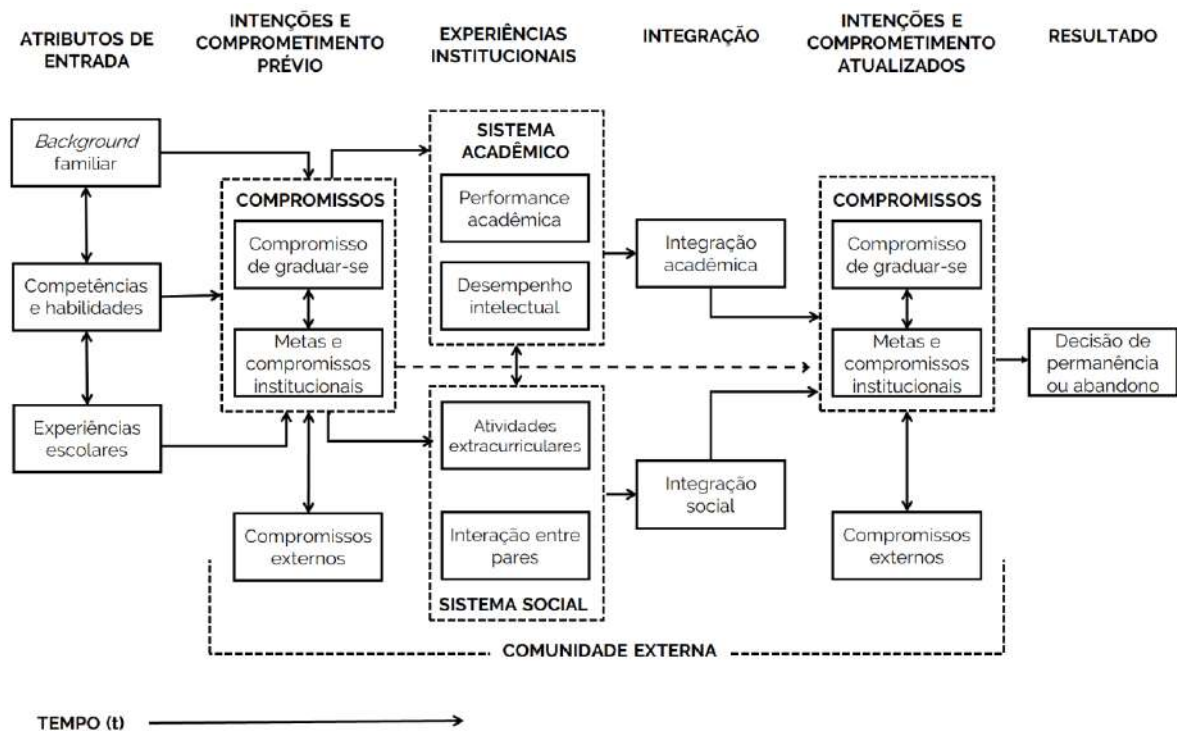 ATRIBUTOS DE
ENTRADA
INTENÇÕES E
COMPROMETIMENTO
PRÉVIO
EXPERIÊNCIAS
INSTITUCIONAIS
INTEGRAÇÃO
INTENÇÕES E
COMPROMETIMENTO
ATUALIZADOS
RESULTADO
Background
familiar
Competências
e habilidades
Experiências
escolares
COMPROMISSOS
Compromisso
de graduar-se
Metas e
compromissos
institucionais
Compromissos
externos
SISTEMA
ACADÊMICO
Performance
acadêmica
Desempenho
intelectual
Atividades
extracurriculares
Interação entre
pares
SISTEMA SOCIAL
Integração
acadêmica
Integração
social
COMPROMISSOS
Compromisso
de graduar-se
Metas e
compromissos
institucionais
Compromissos
externos
Decisão de
permanência
ou abandono
COMUNIDADE EXTERNA
TEMPO (t)